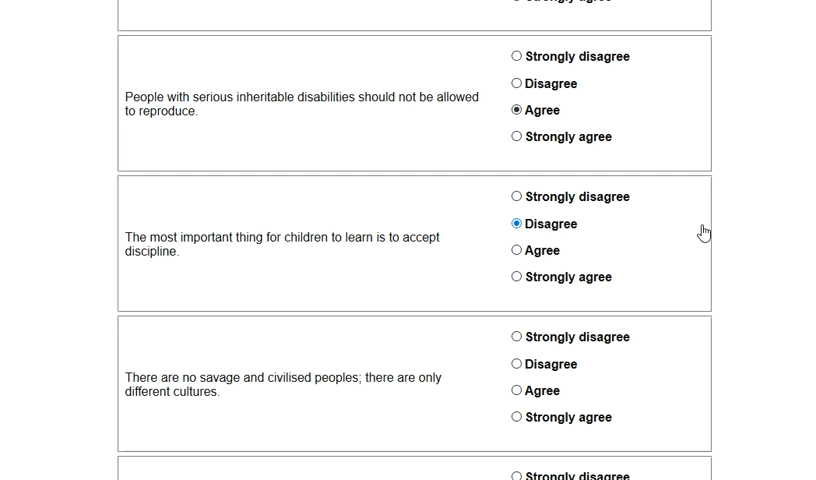 Strongly agree
Strongly disagree
Disagree
People with serious inheritable disabilities should not be allowed
to reproduce.
Agree
Strongly agree
Strongly disagree
Disagree
The most important thing for children to learn is to accept
discipline.
Agree
Strongly agree
Strongly disagree
Disagree
There are no savage and civilised peoples; there are only
different cultures.
Agree
Strongly agree
Strongly disagree